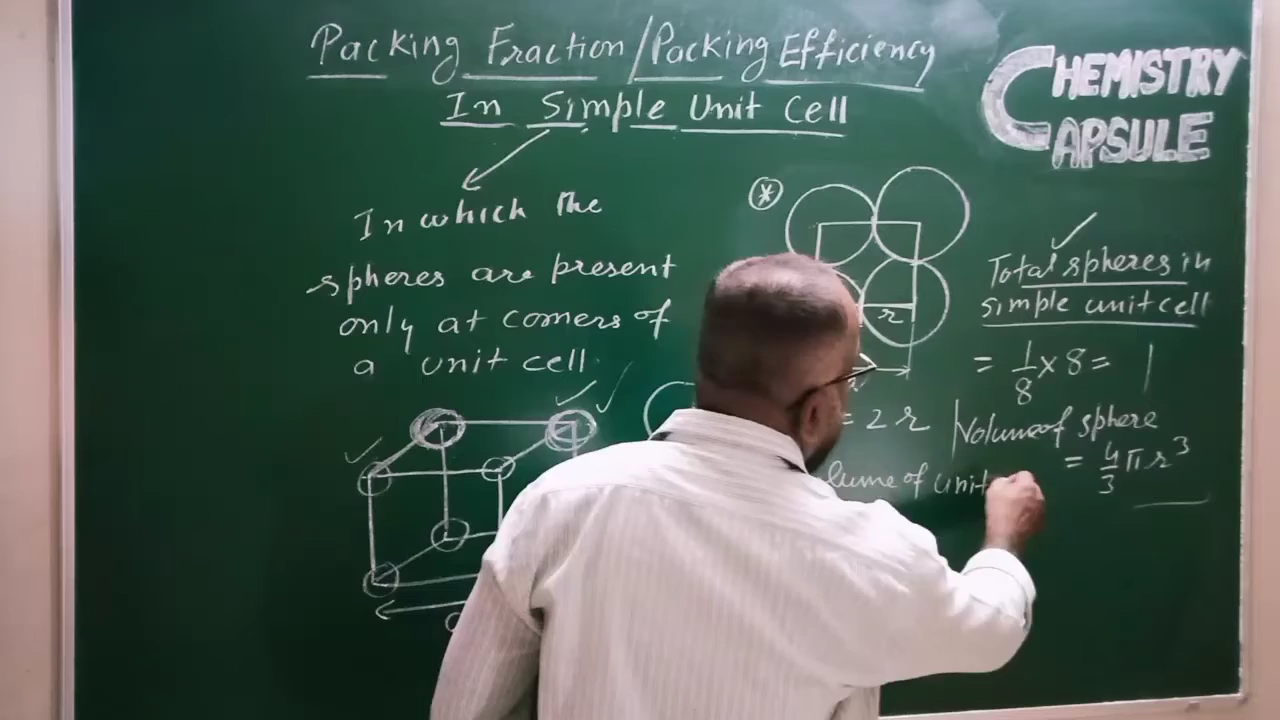 Packing Fraction/Packing Efficiency
In Simple Unit Cell
CHEMISTRY
CAPSULE
In which the
spheres are present
only at corners of
a unit cell
*
r
Total spheres in
simple unit cell
= 1/8 × 8 = 1
= 2r
Volume of sphere
= 4/3 πr³
lume of unit